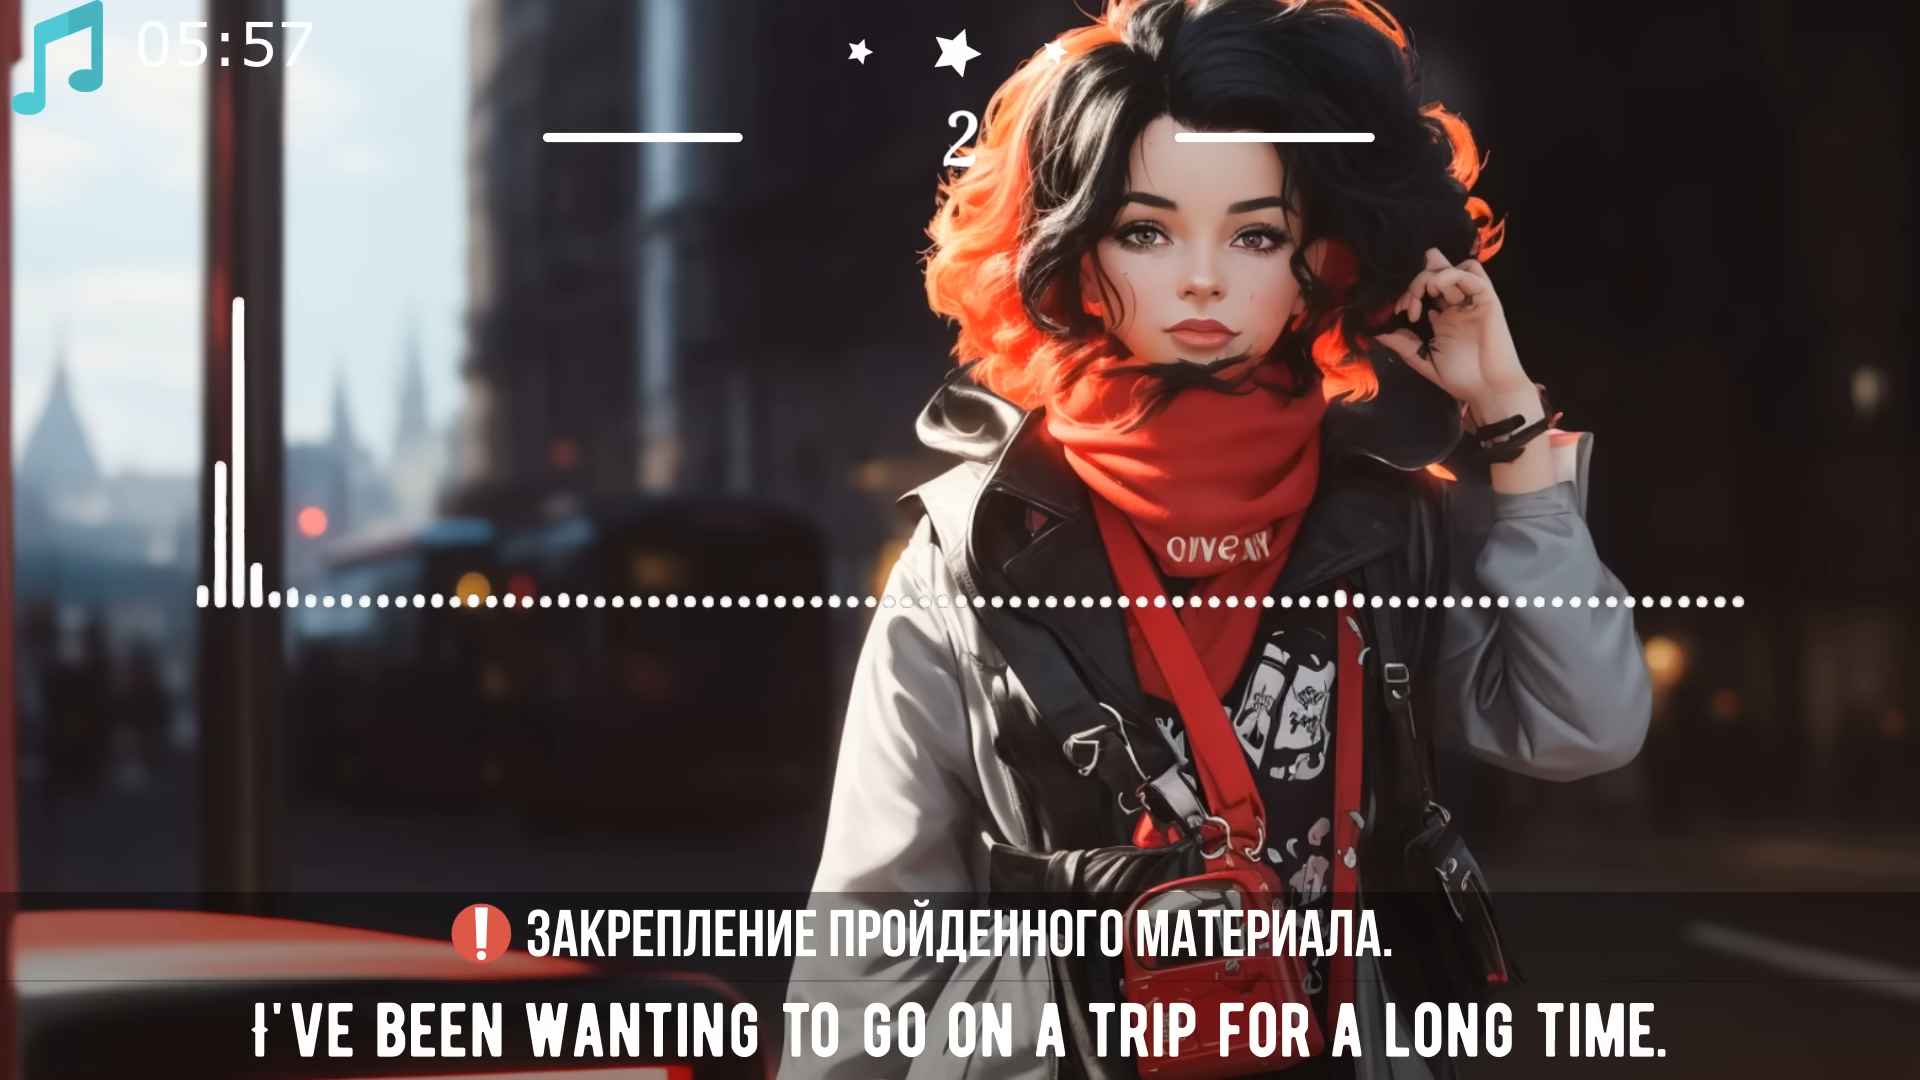 05:57
2
ЗАКРЕПЛЕНИЕ ПРОЙДЕННОГО МАТЕРИАЛА.
I'VE BEEN WANTING TO GO ON A TRIP FOR A LONG TIME.